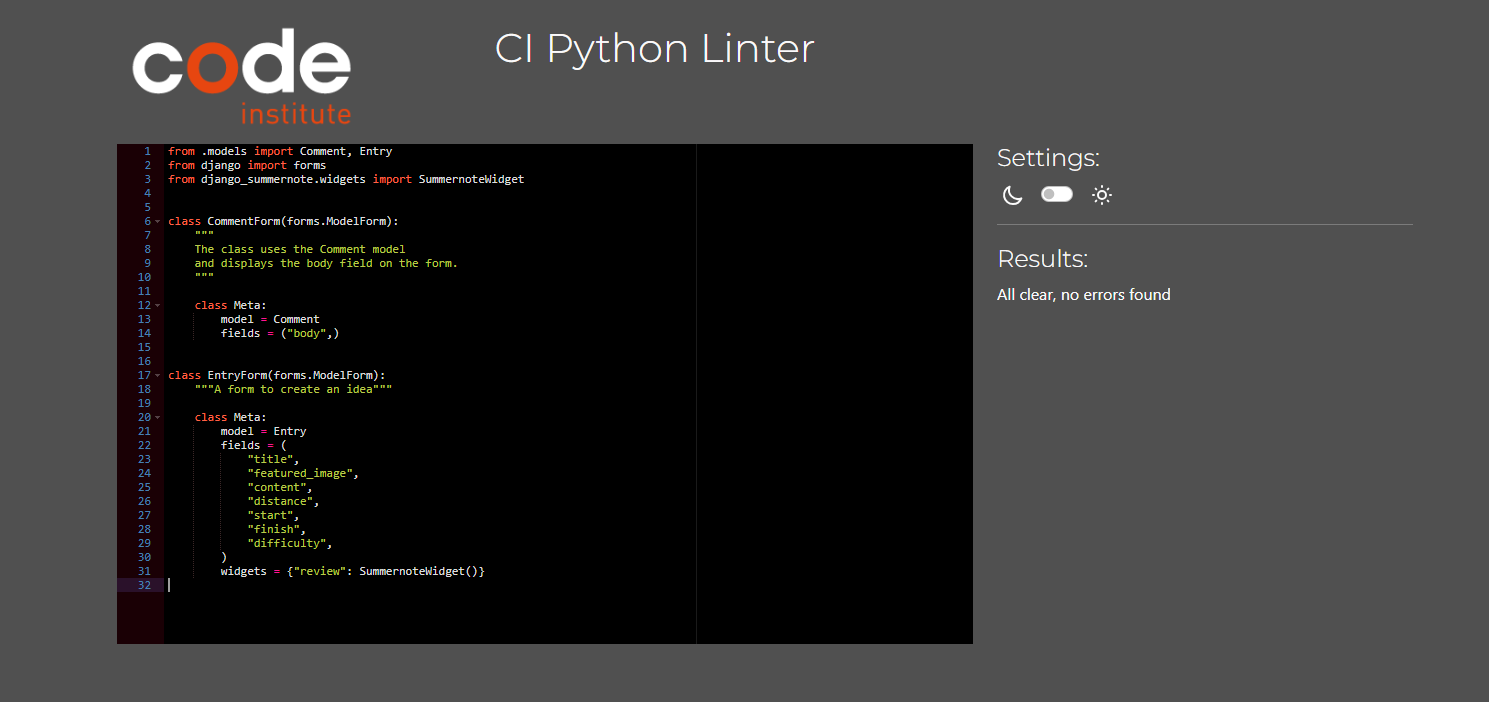 code
institute
CI Python Linter
1 from .models import Comment, Entry
2 from django import forms
3 from django_summernote.widgets import SummernoteWidget
4
5
6 class CommentForm(forms.ModelForm):
7     """
8     The class uses the Comment model
9     and displays the body field on the form.
10     """
11
12     class Meta:
13         model = Comment
14         fields = ("body",)
15
16
17 class EntryForm(forms.ModelForm):
18     """A form to create an idea"""
19
20     class Meta:
21         model = Entry
22         fields = (
23             "title",
24             "featured_image",
25             "content",
26             "distance",
27             "start",
28             "finish",
29             "difficulty",
30         )
31         widgets = {"review": SummernoteWidget()}
32
Settings:
Results:
All clear, no errors found